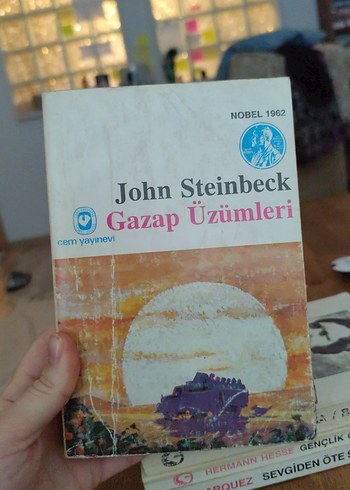 NOBEL 1962
John Steinbeck
Gazap Üzümleri
cem yayınevi
HERMANN HESSE GENÇLİK
SEVGİDEN ÖTE